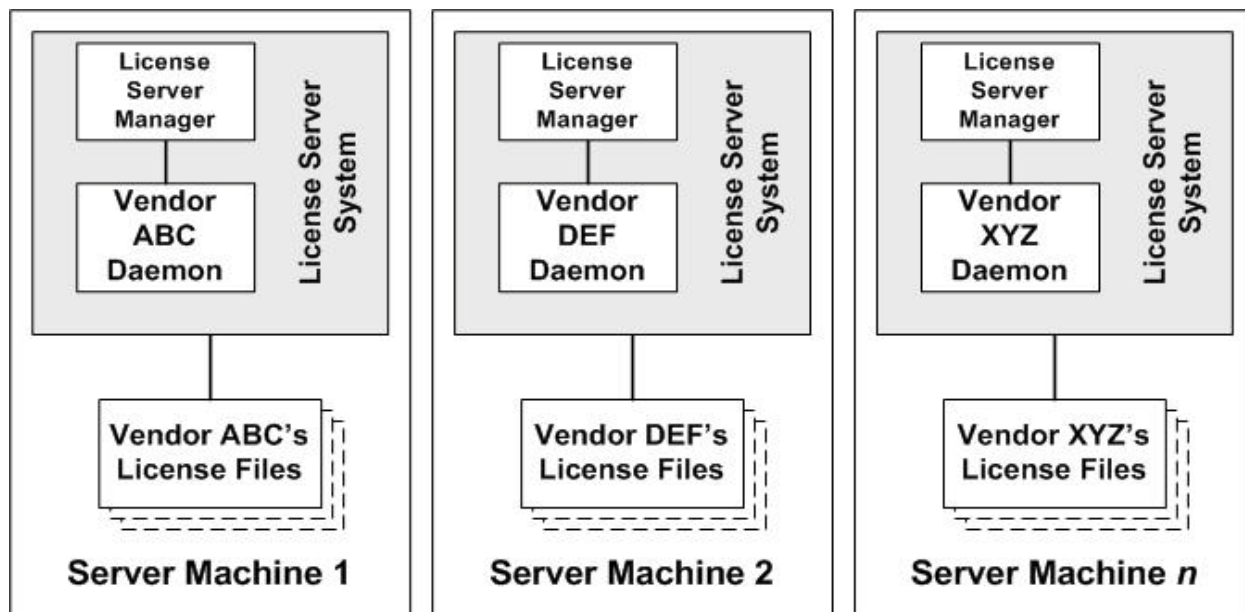 License
Server
Manager
Vendor
ABC
Daemon
License Server
System
Vendor ABC's
License Files
Server Machine 1
License
Server
Manager
Vendor
DEF
Daemon
License Server
System
Vendor DEF's
License Files
Server Machine 2
License
Server
Manager
Vendor
XYZ
Daemon
License Server
System
Vendor XYZ's
License Files
Server Machine n